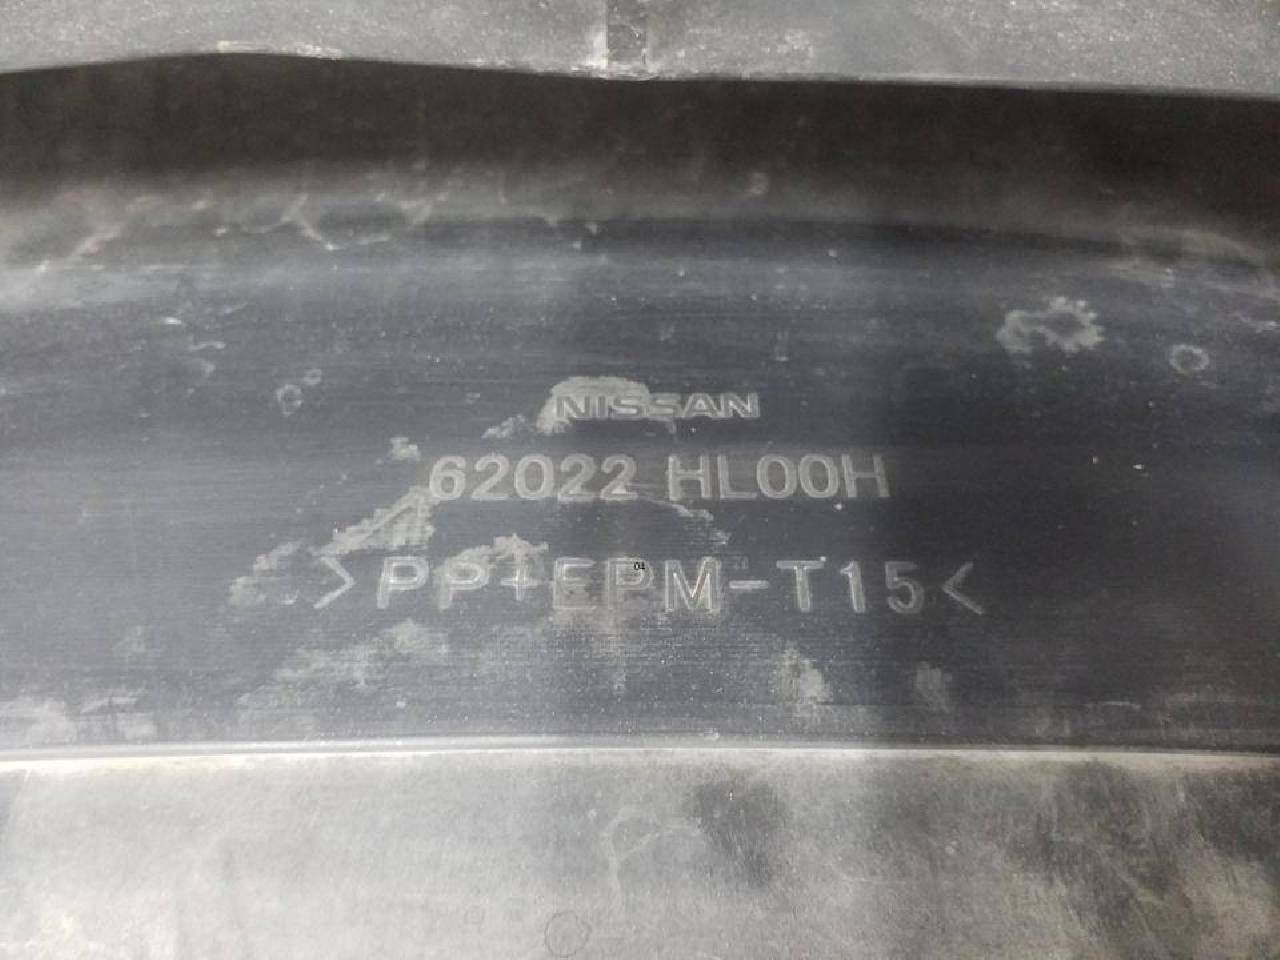 NISSAN
62022 HL00H
>PP+EPM-T15<